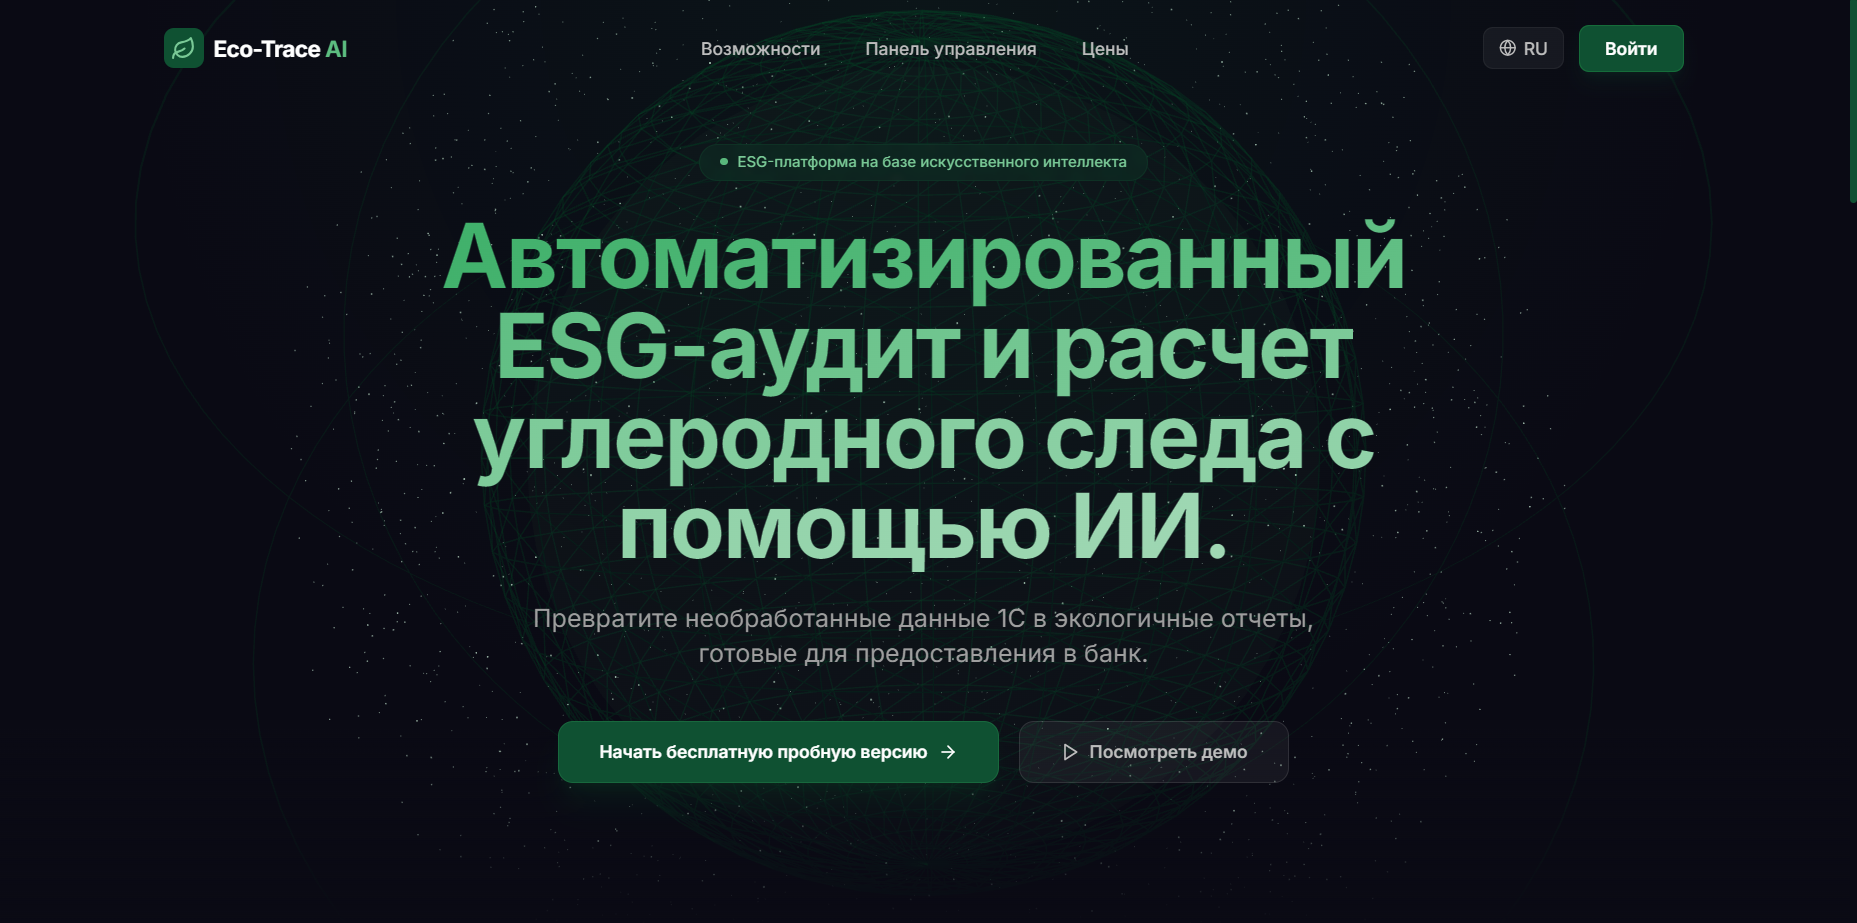 Eco-Trace AI
Возможности
Панель управления
Цены
RU
Войти
ESG-платформа на базе искусственного интеллекта
Автоматизированный
ESG-аудит и расчет
углеродного следа с
помощью ИИ.
Превратите необработанные данные 1С в экологичные отчеты,
готовые для предоставления в банк.
Начать бесплатную пробную версию
Посмотреть демо